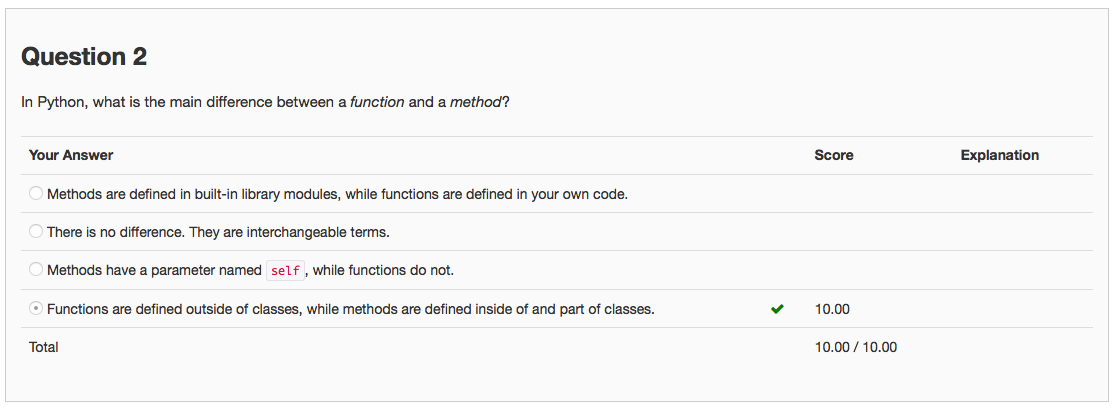 Question 2
In Python, what is the main difference between a function and a method?
Your Answer Score Explanation
Methods are defined in built-in library modules, while functions are defined in your own code.
There is no difference. They are interchangeable terms.
Methods have a parameter named self, while functions do not.
Functions are defined outside of classes, while methods are defined inside of and part of classes. 10.00
Total 10.00 / 10.00